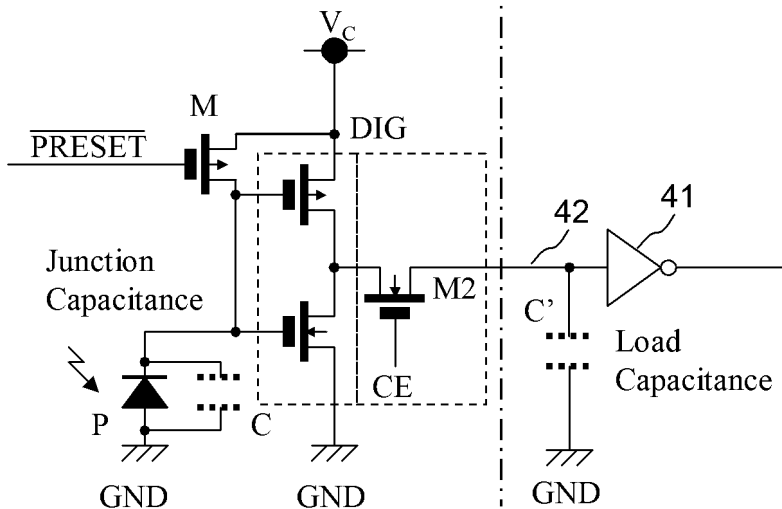 V_C
M
PRESET
DIG
42
41
Junction
Capacitance
M2
C'
Load
Capacitance
CE
P
C
GND
GND
GND